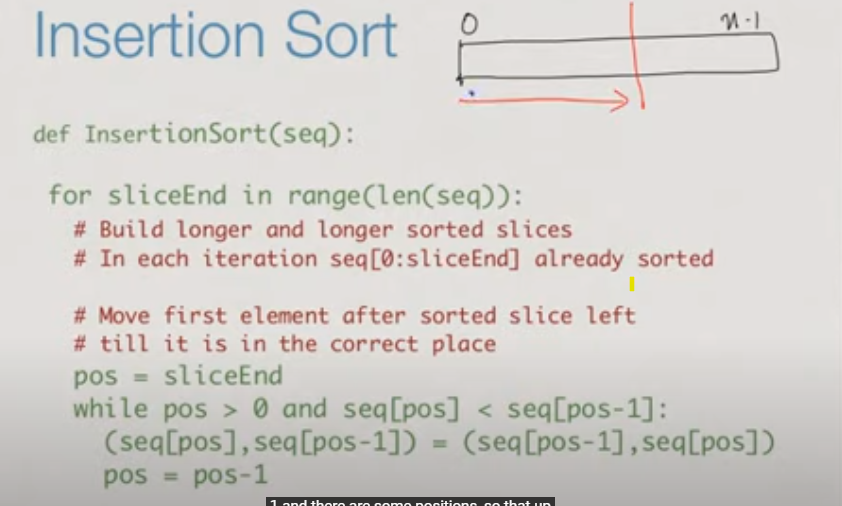 Insertion Sort
0 n-1
def InsertionSort(seq):
for sliceEnd in range(len(seq)):
# Build longer and longer sorted slices
# In each iteration seq[0:sliceEnd] already sorted
# Move first element after sorted slice left
# till it is in the correct place
pos = sliceEnd
while pos > 0 and seq[pos] < seq[pos-1]:
(seq[pos],seq[pos-1]) = (seq[pos-1],seq[pos])
pos = pos-1
1 and there are some positions, so that up